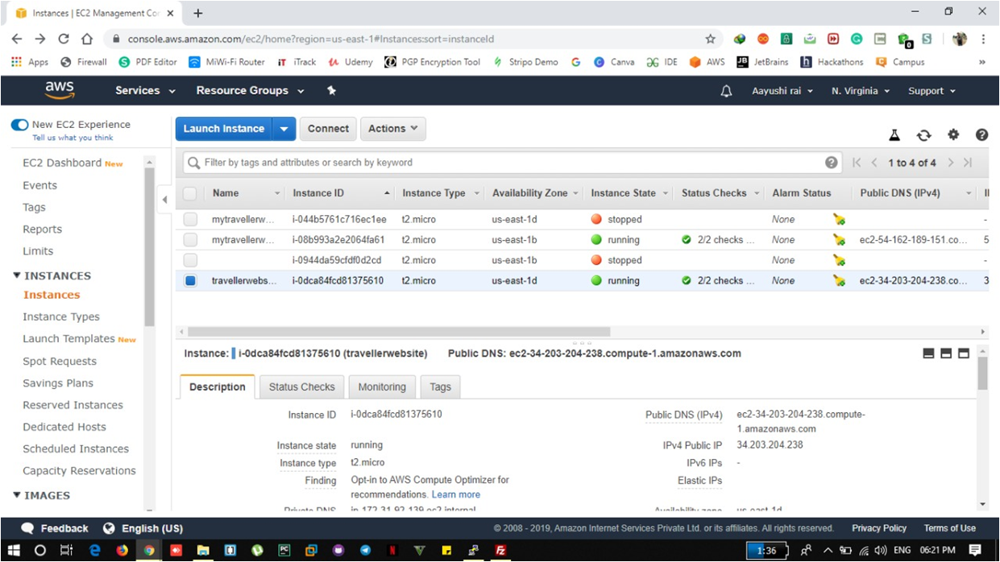 Instances | EC2 Management Con
console.aws.amazon.com/ec2/home?region=us-east-1#Instances:sort=instanceId
Apps Firewall PDF Editor MiWi-Fi Router iT iTrack Udemy PGP Encryption Tool Stripo Demo G Canva IDE AWS JetBrains h Hackathons Campus »
aws Services Resource Groups Aayushi rai N. Virginia Support
New EC2 Experience
Tell us what you think
Launch Instance Connect Actions
EC2 Dashboard New
Events
Tags
Reports
Limits
INSTANCES
Instances
Instance Types
Launch Templates New
Spot Requests
Savings Plans
Reserved Instances
Dedicated Hosts
Scheduled Instances
Capacity Reservations
IMAGES
Filter by tags and attributes or search by keyword 1 to 4 of 4
Name Instance ID Instance Type Availability Zone Instance State Status Checks Alarm Status Public DNS (IPv4)
mytravellerw... i-044b5761c716ec1ee t2.micro us-east-1d stopped None -
mytravellerw... i-08b993a2e2064fa61 t2.micro us-east-1b running 2/2 checks ... None ec2-54-162-189-151.co... 5
i-0944da59cfdf0d2cd t2.micro us-east-1b stopped None -
travellerwebs... i-0dca84fcd81375610 t2.micro us-east-1d running 2/2 checks ... None ec2-34-203-204-238.co... 3
Instance: i-0dca84fcd81375610 (travellerwebsite) Public DNS: ec2-34-203-204-238.compute-1.amazonaws.com
Description Status Checks Monitoring Tags
Instance ID i-0dca84fcd81375610 Public DNS (IPv4) ec2-34-203-204-238.compute-
1.amazonaws.com
Instance state running IPv4 Public IP 34.203.204.238
Instance type t2.micro IPv6 IPs -
Finding Opt-in to AWS Compute Optimizer for Elastic IPs
recommendations. Learn more
Private DNS ip-172-31-92-139.ec2.internal Availability zone us-east-1d
Feedback English (US) © 2008 - 2019, Amazon Internet Services Private Ltd. or its affiliates. All rights reserved. Privacy Policy Terms of Use
1:36 ENG 06:21 PM